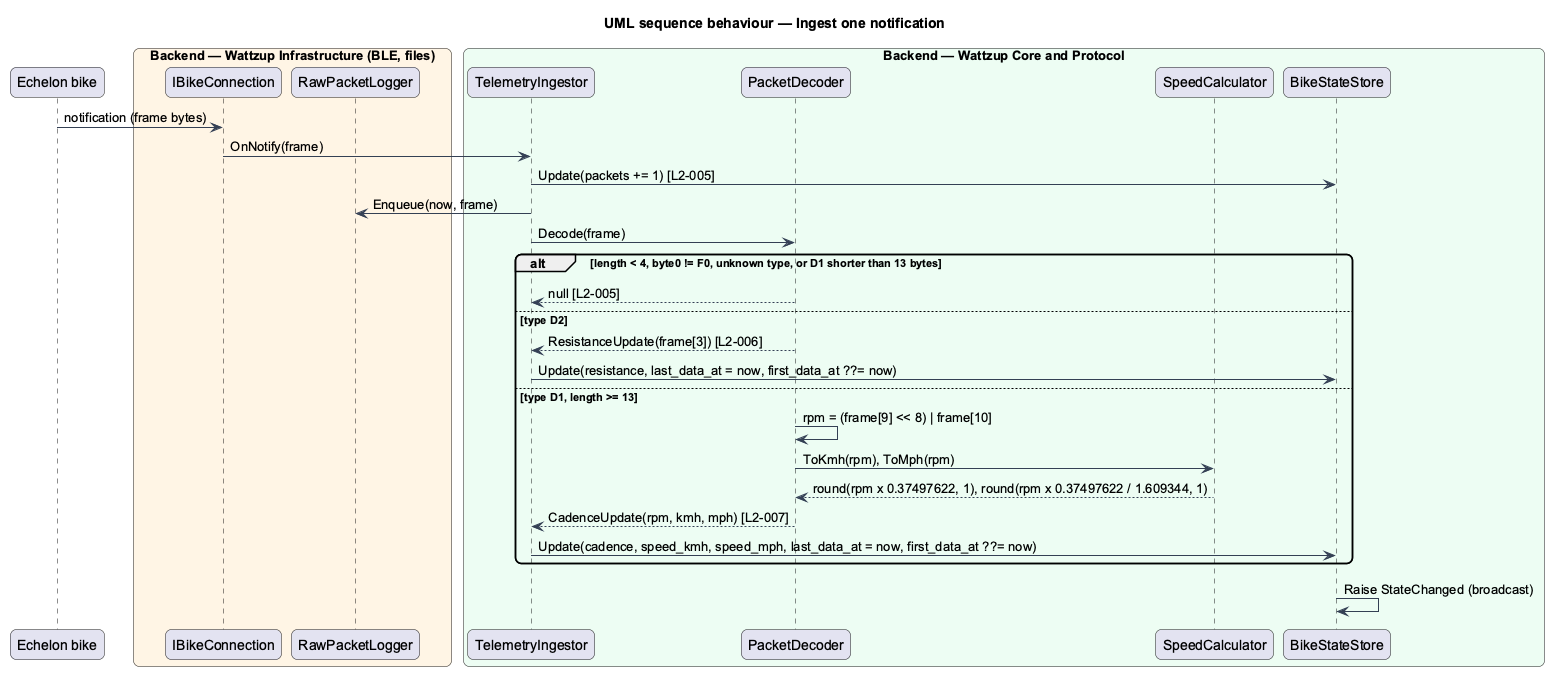 UML sequence behaviour — Ingest one notification
Backend — Wattzup Infrastructure (BLE, files)
Backend — Wattzup Core and Protocol
Echelon bike
IBikeConnection
RawPacketLogger
TelemetryIngestor
PacketDecoder
SpeedCalculator
BikeStateStore
notification (frame bytes)
OnNotify(frame)
Update(packets += 1) [L2-005]
Enqueue(now, frame)
Decode(frame)
alt
[length < 4, byte0 != F0, unknown type, or D1 shorter than 13 bytes]
null [L2-005]
[type D2]
ResistanceUpdate(frame[3]) [L2-006]
Update(resistance, last_data_at = now, first_data_at ??= now)
[type D1, length >= 13]
rpm = (frame[9] << 8) | frame[10]
ToKmh(rpm), ToMph(rpm)
round(rpm x 0.37497622, 1), round(rpm x 0.37497622 / 1.609344, 1)
CadenceUpdate(rpm, kmh, mph) [L2-007]
Update(cadence, speed_kmh, speed_mph, last_data_at = now, first_data_at ??= now)
Raise StateChanged (broadcast)
Echelon bike
IBikeConnection
RawPacketLogger
TelemetryIngestor
PacketDecoder
SpeedCalculator
BikeStateStore